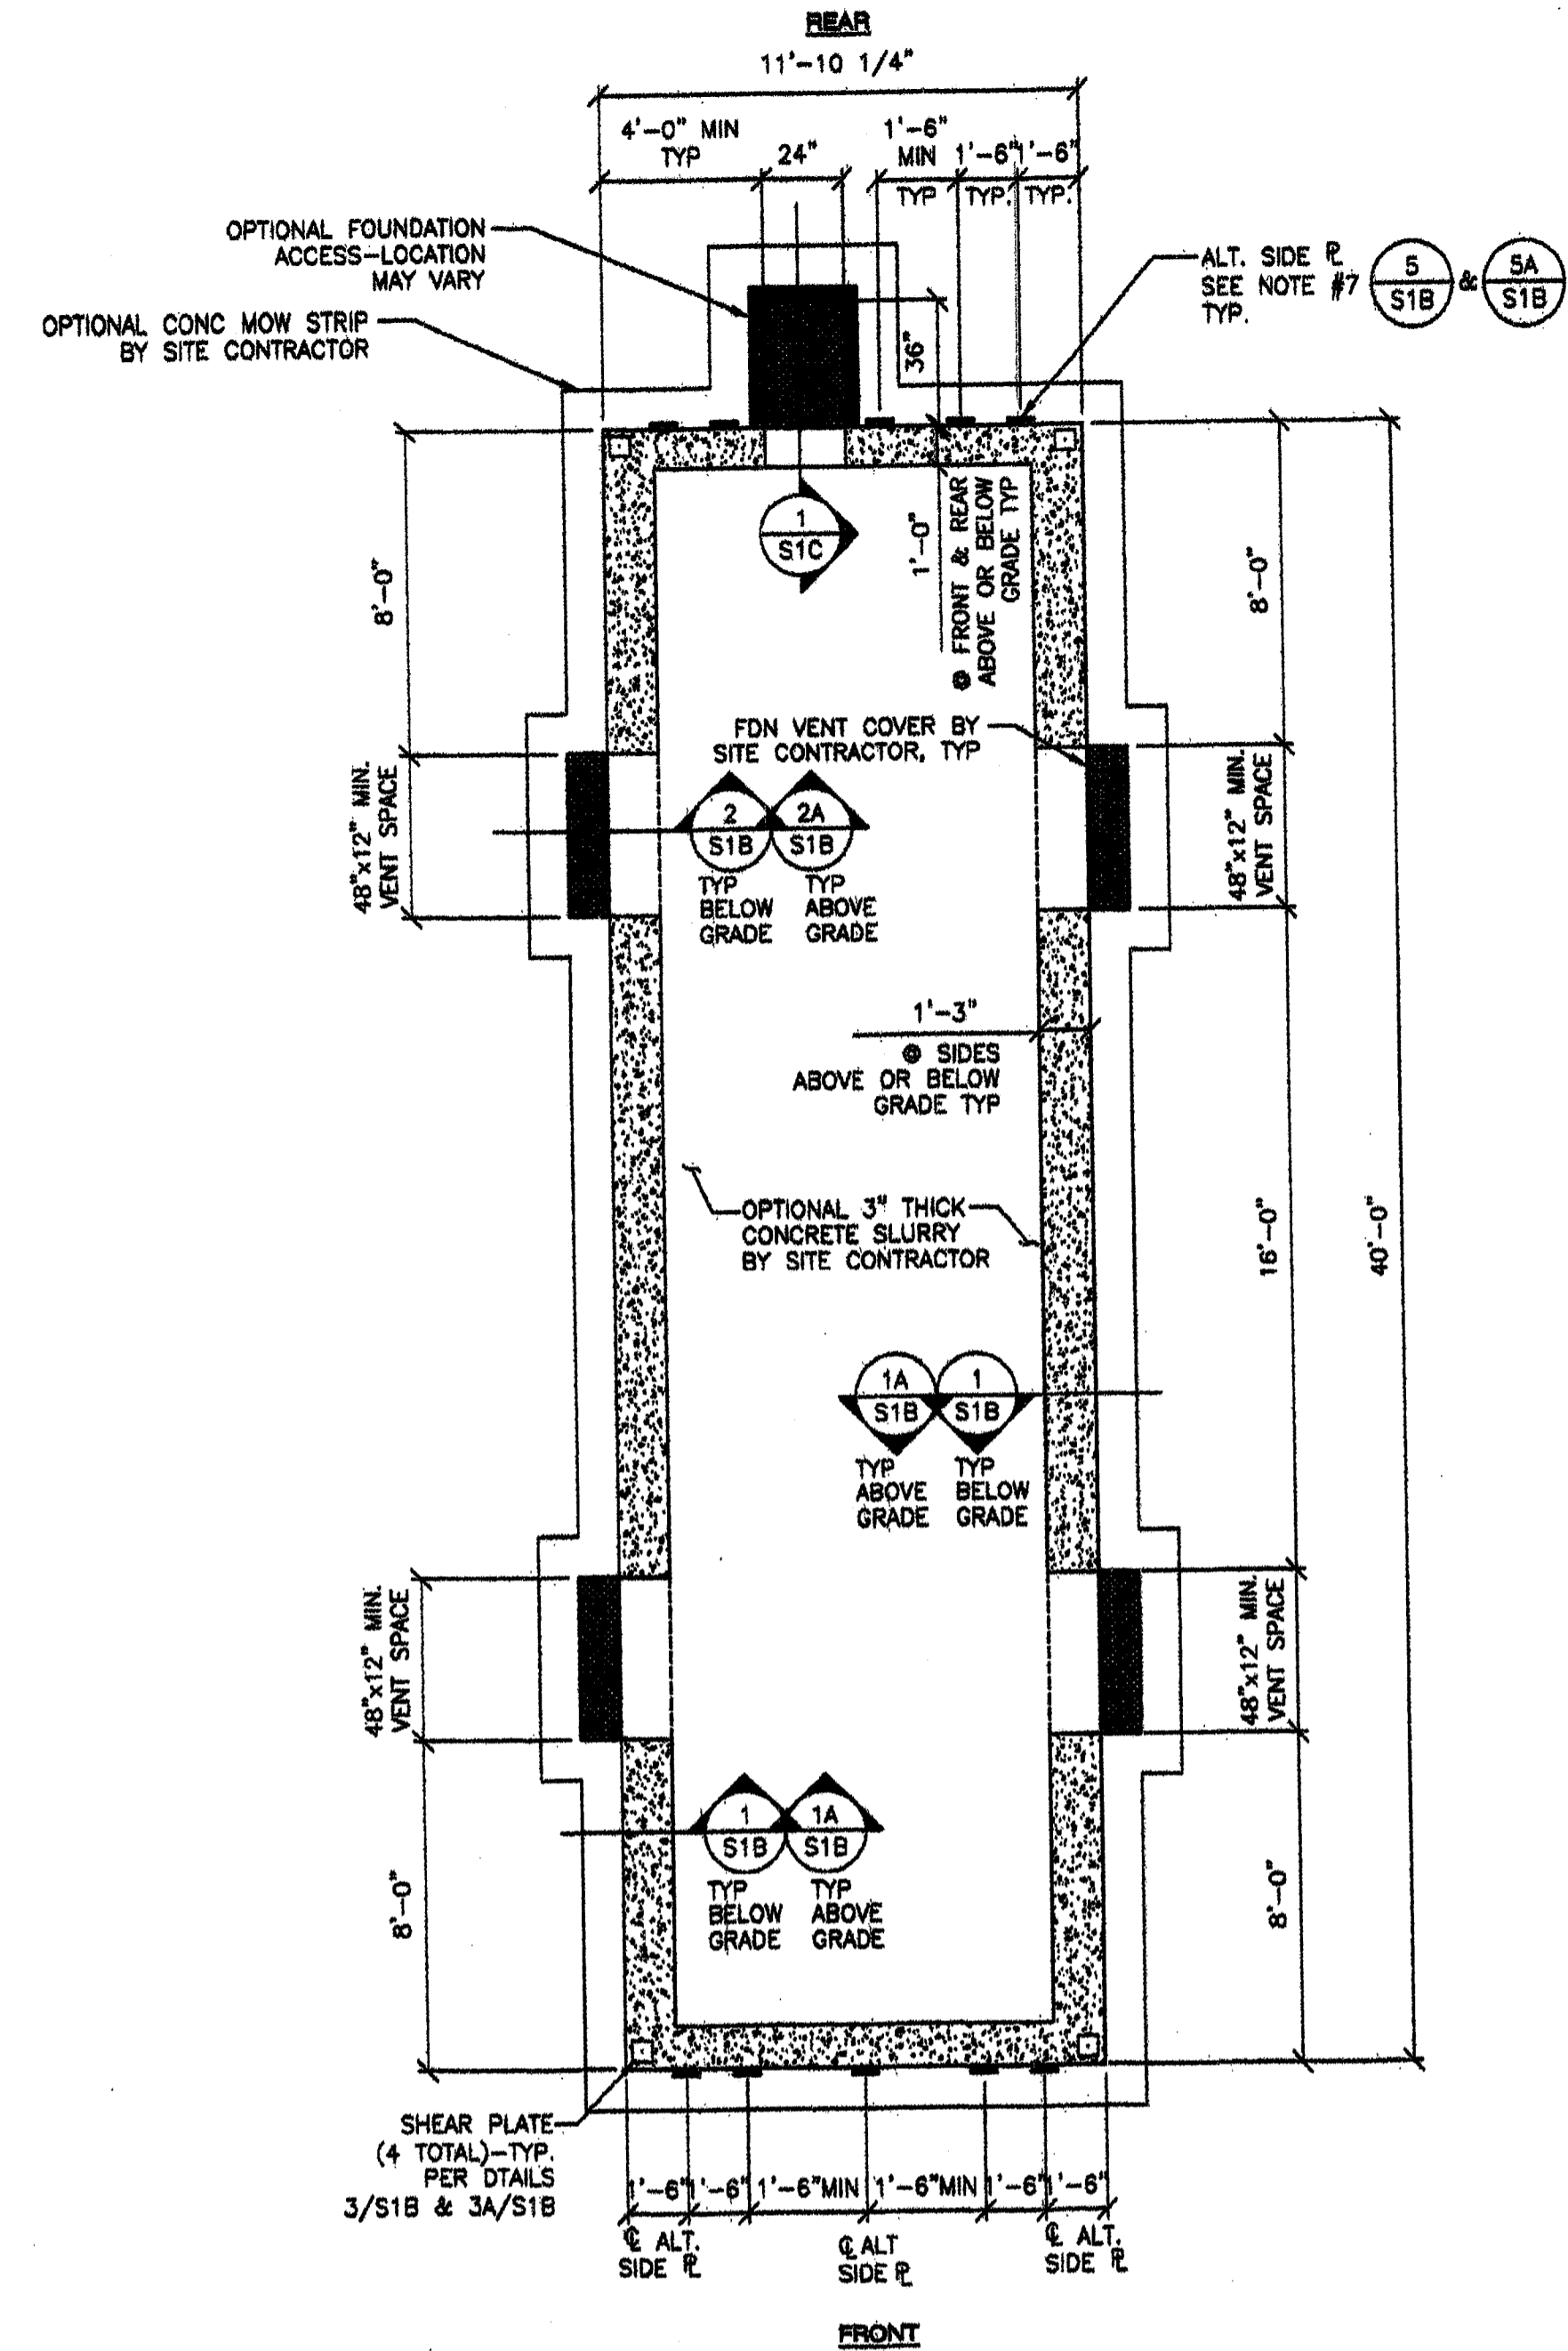 REAR
11'-10 1/4"
4'-0" MIN
TYP
24"
1'-6"
MIN
TYP
1'-6"
TYP.
1'-6"
TYP.
OPTIONAL FOUNDATION
ACCESS-LOCATION
MAY VARY
OPTIONAL CONC MOW STRIP
BY SITE CONTRACTOR
ALT. SIDE ⅊
SEE NOTE #7
TYP.
5
S1B
&
5A
S1B
36"
1'-0"
@ FRONT & REAR
ABOVE OR BELOW
GRADE TYP
1
S1C
8'-0"
8'-0"
FDN VENT COVER BY
SITE CONTRACTOR, TYP
48"x12" MIN.
VENT SPACE
48"x12" MIN.
VENT SPACE
2
S1B
2A
S1B
TYP
BELOW
GRADE
TYP
ABOVE
GRADE
1'-3"
@ SIDES
ABOVE OR BELOW
GRADE TYP
OPTIONAL 3" THICK
CONCRETE SLURRY
BY SITE CONTRACTOR
16'-0"
40'-0"
1A
S1B
1
S1B
TYP
ABOVE
GRADE
TYP
BELOW
GRADE
48"x12" MIN.
VENT SPACE
48"x12" MIN.
VENT SPACE
1
S1B
1A
S1B
TYP
BELOW
GRADE
TYP
ABOVE
GRADE
8'-0"
8'-0"
SHEAR PLATE
(4 TOTAL)-TYP.
PER DTAILS
3/S1B & 3A/S1B
1'-6"
1'-6"
1'-6"MIN
1'-6"MIN
1'-6"
1'-6"
℄ ALT.
SIDE ⅊
℄ ALT
SIDE ⅊
℄ ALT.
SIDE ⅊
FRONT